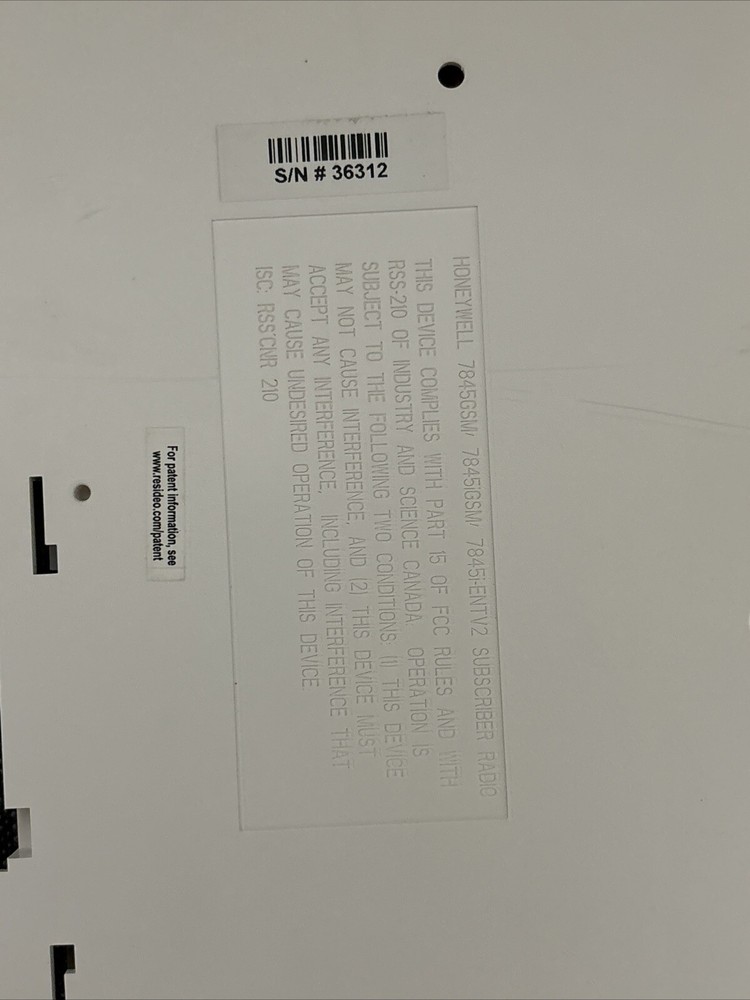 S/N # 36312
HONEYWELL 7845GSM, 7845iGSM, 7845i-ENTV2 SUBSCRIBER RADIO
THIS DEVICE COMPLIES WITH PART 15 OF FCC RULES AND WITH
RSS-210 OF INDUSTRY AND SCIENCE CANADA. OPERATION IS
SUBJECT TO THE FOLLOWING TWO CONDITIONS: (1) THIS DEVICE
MAY NOT CAUSE INTERFERENCE, AND (2) THIS DEVICE MUST
ACCEPT ANY INTERFERENCE, INCLUDING INTERFERENCE THAT
MAY CAUSE UNDESIRED OPERATION OF THIS DEVICE.
ISC: RSS'CNR 210
For patent information, see
www.resideo.com/patent